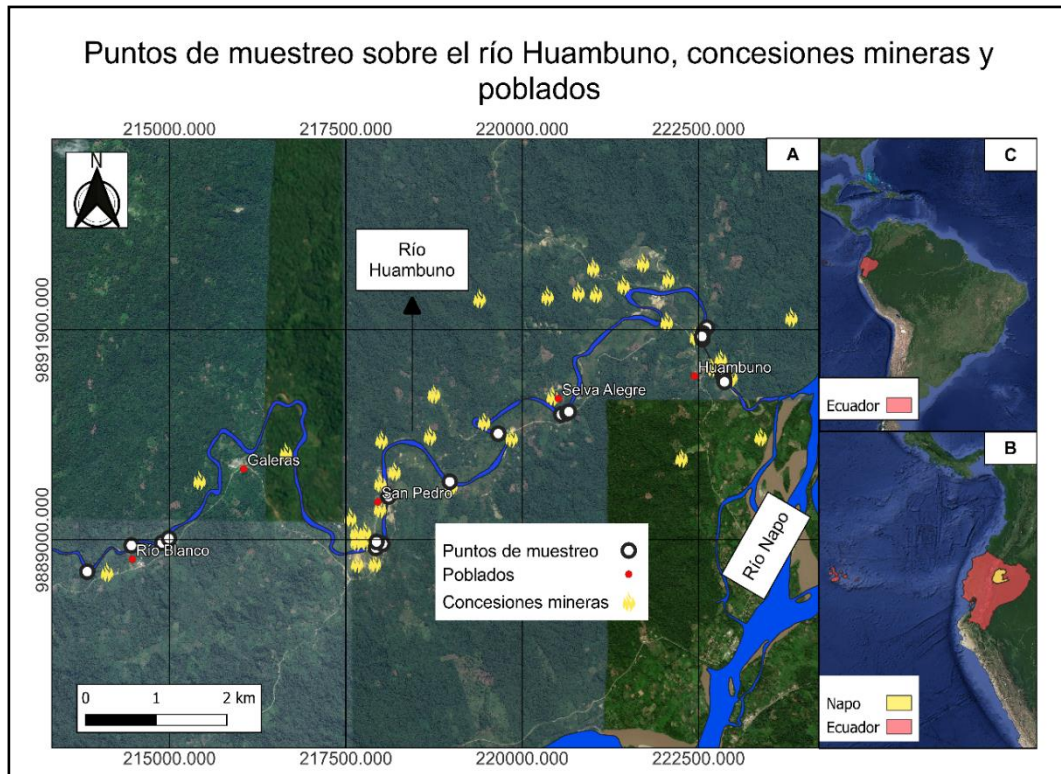 Puntos de muestreo sobre el río Huambuno, concesiones mineras y
poblados
215000.000
217500.000
220000.000
222500.000
N
A
C
Río
Huambuno
9891900.000
Huambuno
Selva Alegre
Ecuador
Galeras
B
San Pedro
9889000.000
Río Blanco
Puntos de muestreo
Poblados
Concesiones mineras
Río Napo
0 1 2 km
Napo
Ecuador
215000.000
217500.000
220000.000
222500.000